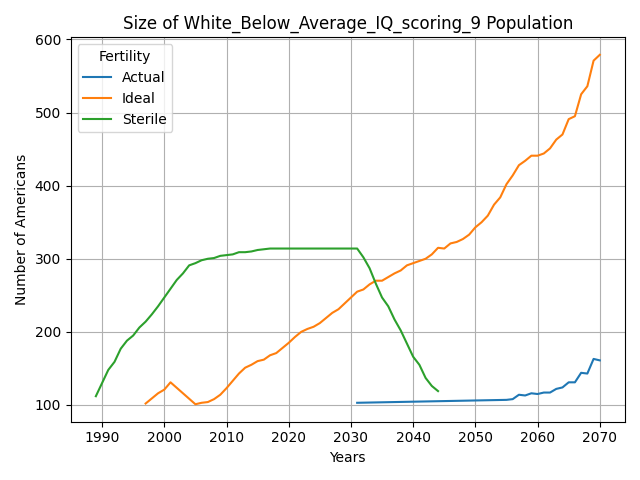 Size of White_Below_Average_IQ_scoring_9 Population
Number of Americans
600
500
400
300
200
100
Fertility
Actual
Ideal
Sterile
1990 2000 2010 2020 2030 2040 2050 2060 2070
Years